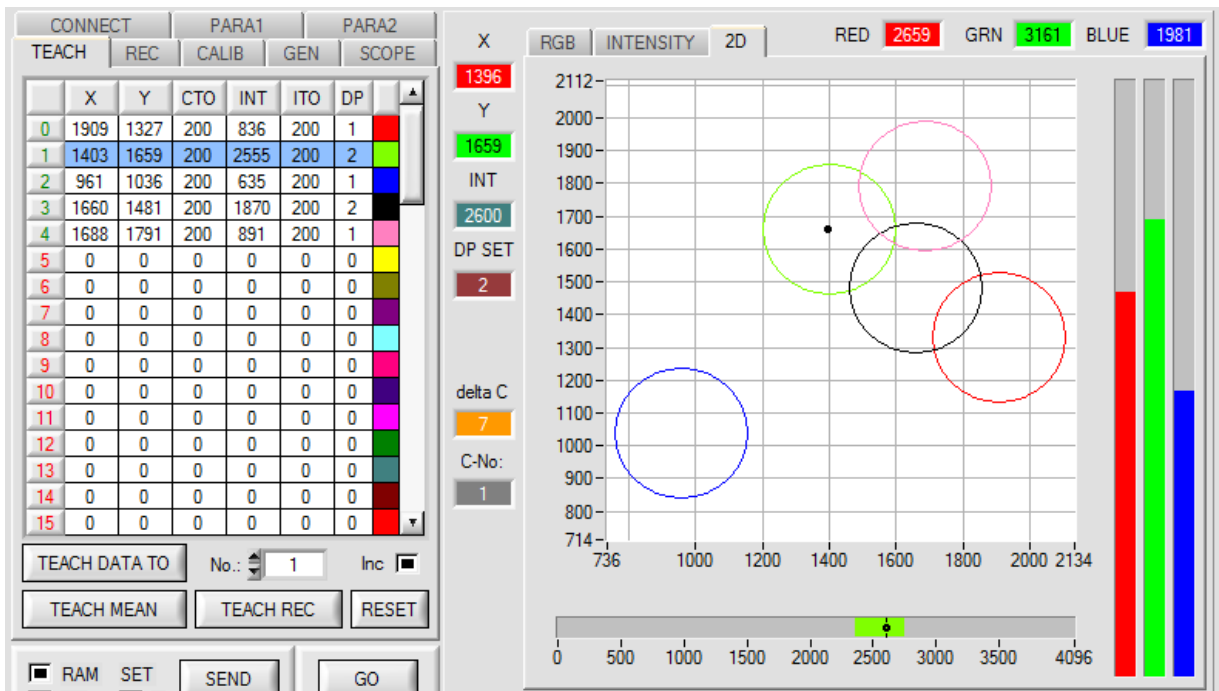 CONNECT PARA1 PARA2
TEACH REC CALIB GEN SCOPE
X Y CTO INT ITO DP
0 1909 1327 200 836 200 1
1 1403 1659 200 2555 200 2
2 961 1036 200 635 200 1
3 1660 1481 200 1870 200 2
4 1688 1791 200 891 200 1
5 0 0 0 0 0 0
6 0 0 0 0 0 0
7 0 0 0 0 0 0
8 0 0 0 0 0 0
9 0 0 0 0 0 0
10 0 0 0 0 0 0
11 0 0 0 0 0 0
12 0 0 0 0 0 0
13 0 0 0 0 0 0
14 0 0 0 0 0 0
15 0 0 0 0 0 0
TEACH DATA TO No.: 1 Inc
TEACH MEAN TEACH REC RESET
RAM SET SEND GO
X
1396
Y
1659
INT
2600
DP SET
2
delta C
7
C-No:
1
RGB INTENSITY 2D RED 2659 GRN 3161 BLUE 1981
2112
2000
1900
1800
1700
1600
1500
1400
1300
1200
1100
1000
900
800
714
736 1000 1200 1400 1600 1800 2000 2134
0 500 1000 1500 2000 2500 3000 3500 4096